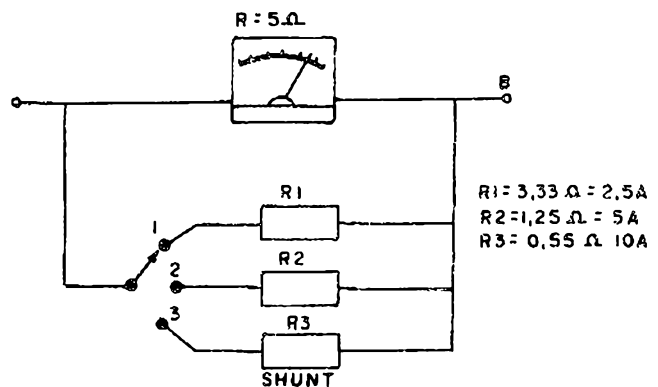 R = 5Ω
B
R1
R1 = 3,33 Ω = 2,5A
1
R2=1,25 Ω = 5A
R3= 0,55 Ω 10A
R2
2
3
R3
SHUNT